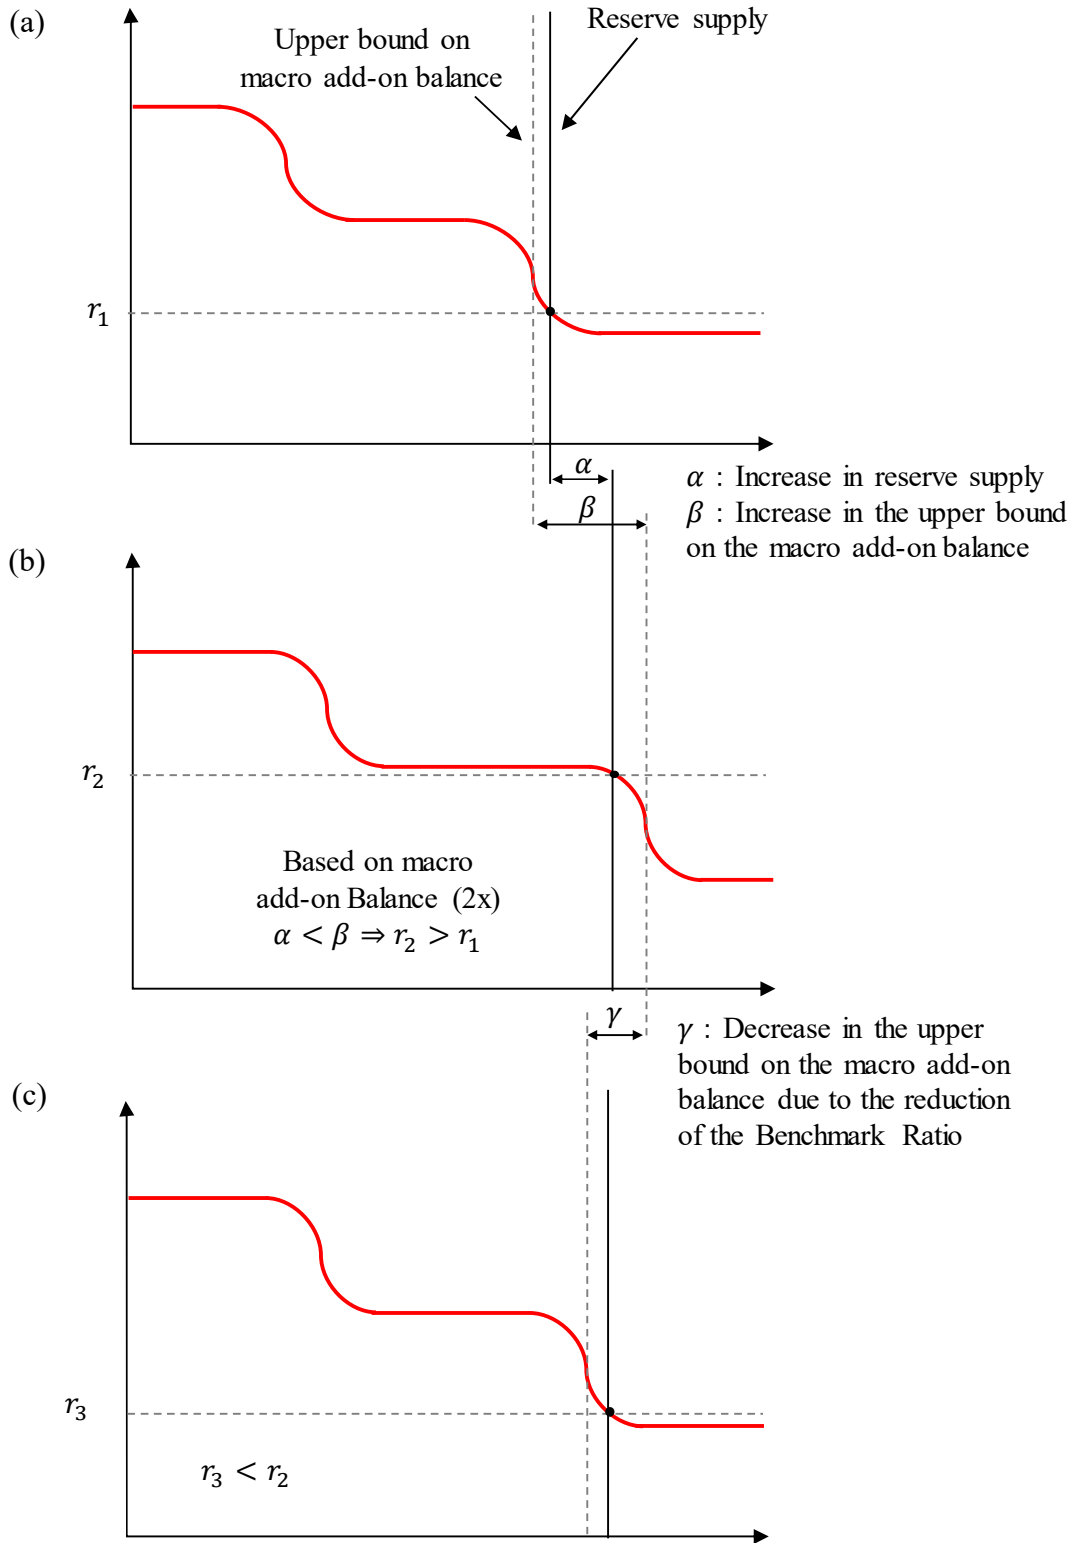 (a)
Reserve supply
Upper bound on
macro add-on balance
r₁
α
β
α : Increase in reserve supply
β : Increase in the upper bound
on the macro add-on balance
(b)
r₂
Based on macro
add-on Balance (2x)
α < β ⇒ r₂ > r₁
γ
γ : Decrease in the upper
bound on the macro add-on
balance due to the reduction
of the Benchmark Ratio
(c)
r₃
r₃ < r₂